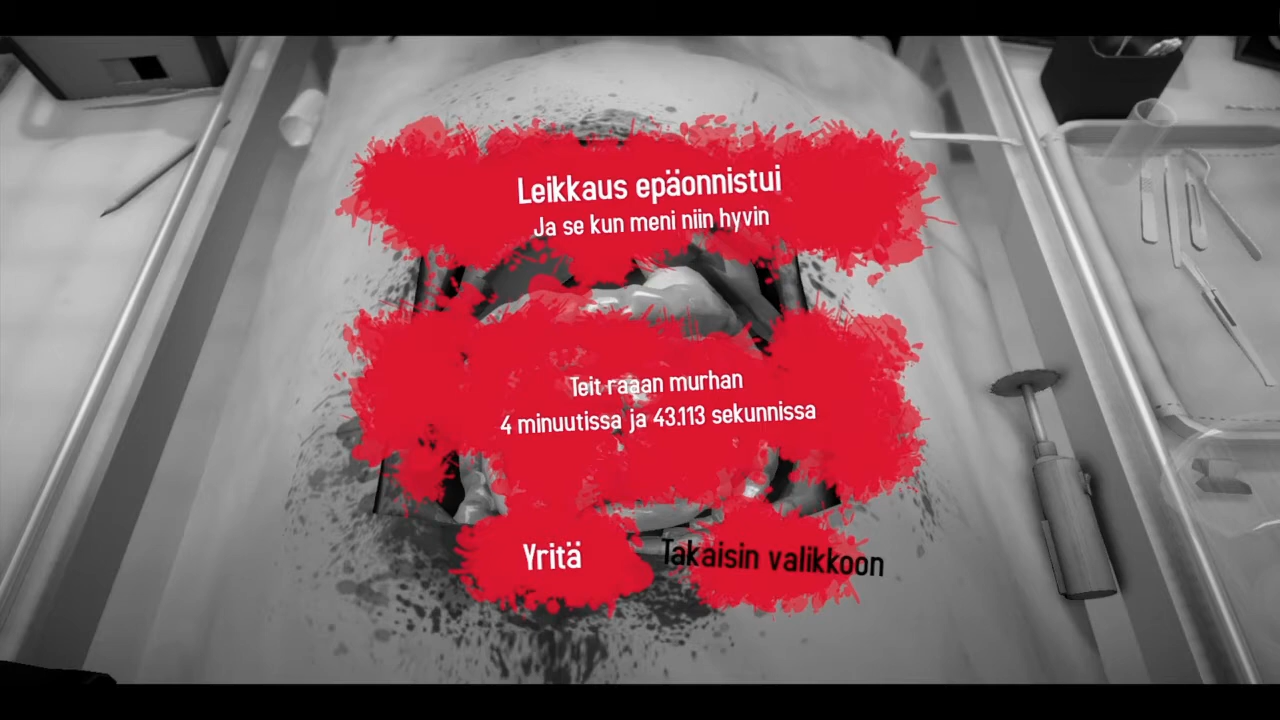 Leikkaus epäonnistui
Ja se kun meni niin hyvin
Teit raaan murhan
4 minuutissa ja 43.113 sekunnissa
Yritä
Takaisin valikkoon